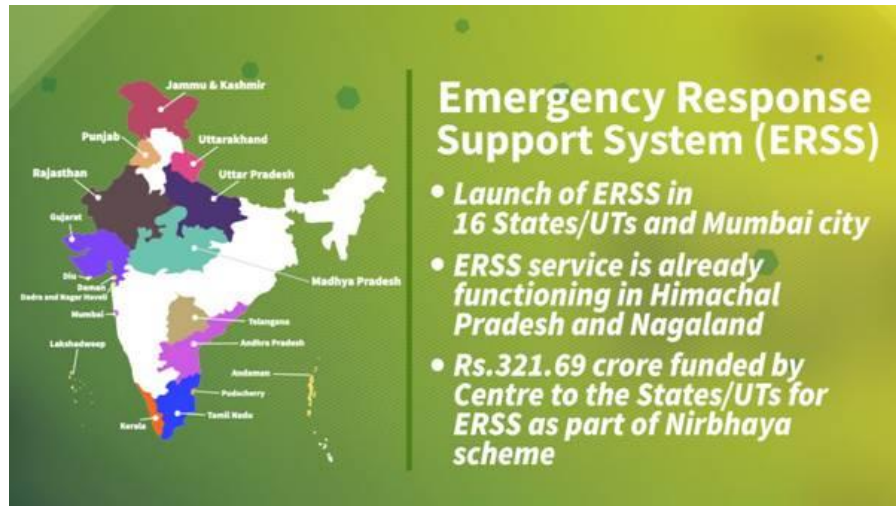 Jammu & Kashmir
Punjab
Uttarakhand
Rajasthan
Uttar Pradesh
Gujarat
Madhya Pradesh
Diu
Daman
Dadra and Nagar Haveli
Mumbai
Telangana
Lakshadweep
Andhra Pradesh
Andaman
Puducherry
Tamil Nadu
Kerala
Emergency Response
Support System (ERSS)
• Launch of ERSS in
16 States/UTs and Mumbai city
• ERSS service is already
functioning in Himachal
Pradesh and Nagaland
• Rs.321.69 crore funded by
Centre to the States/UTs for
ERSS as part of Nirbhaya
scheme